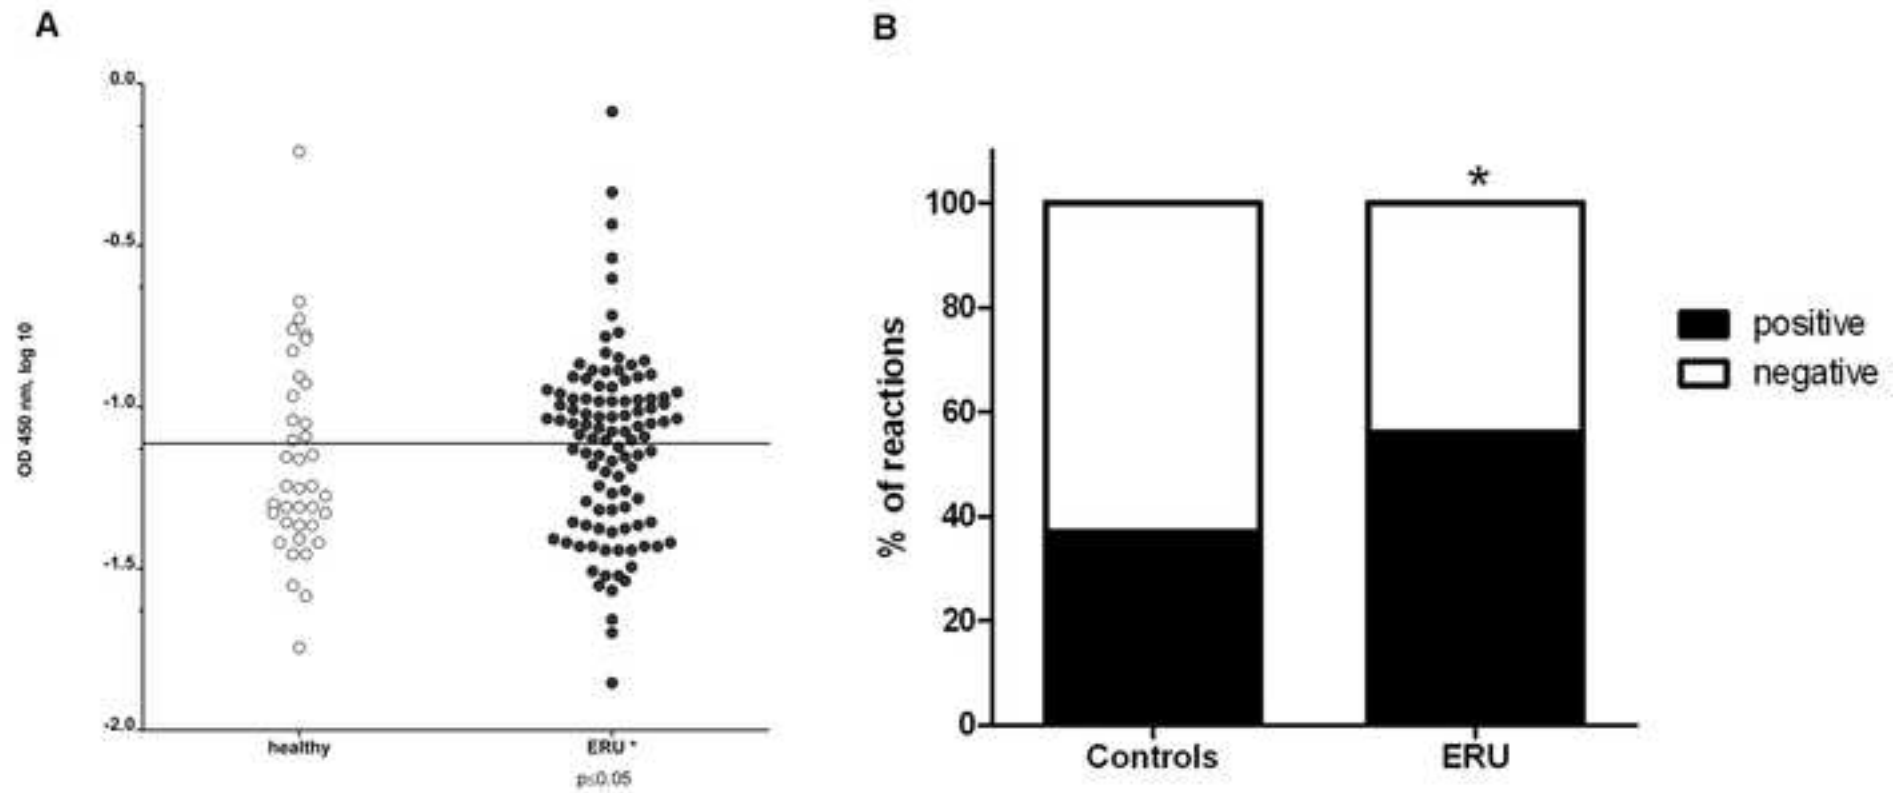 A
0.0
-0.5
-1.0
-1.5
-2.0
OD 450 nm, log 10
healthy
ERU *
p≤0.05
B
*
100
80
60
40
20
0
% of reactions
Controls
ERU
positive
negative